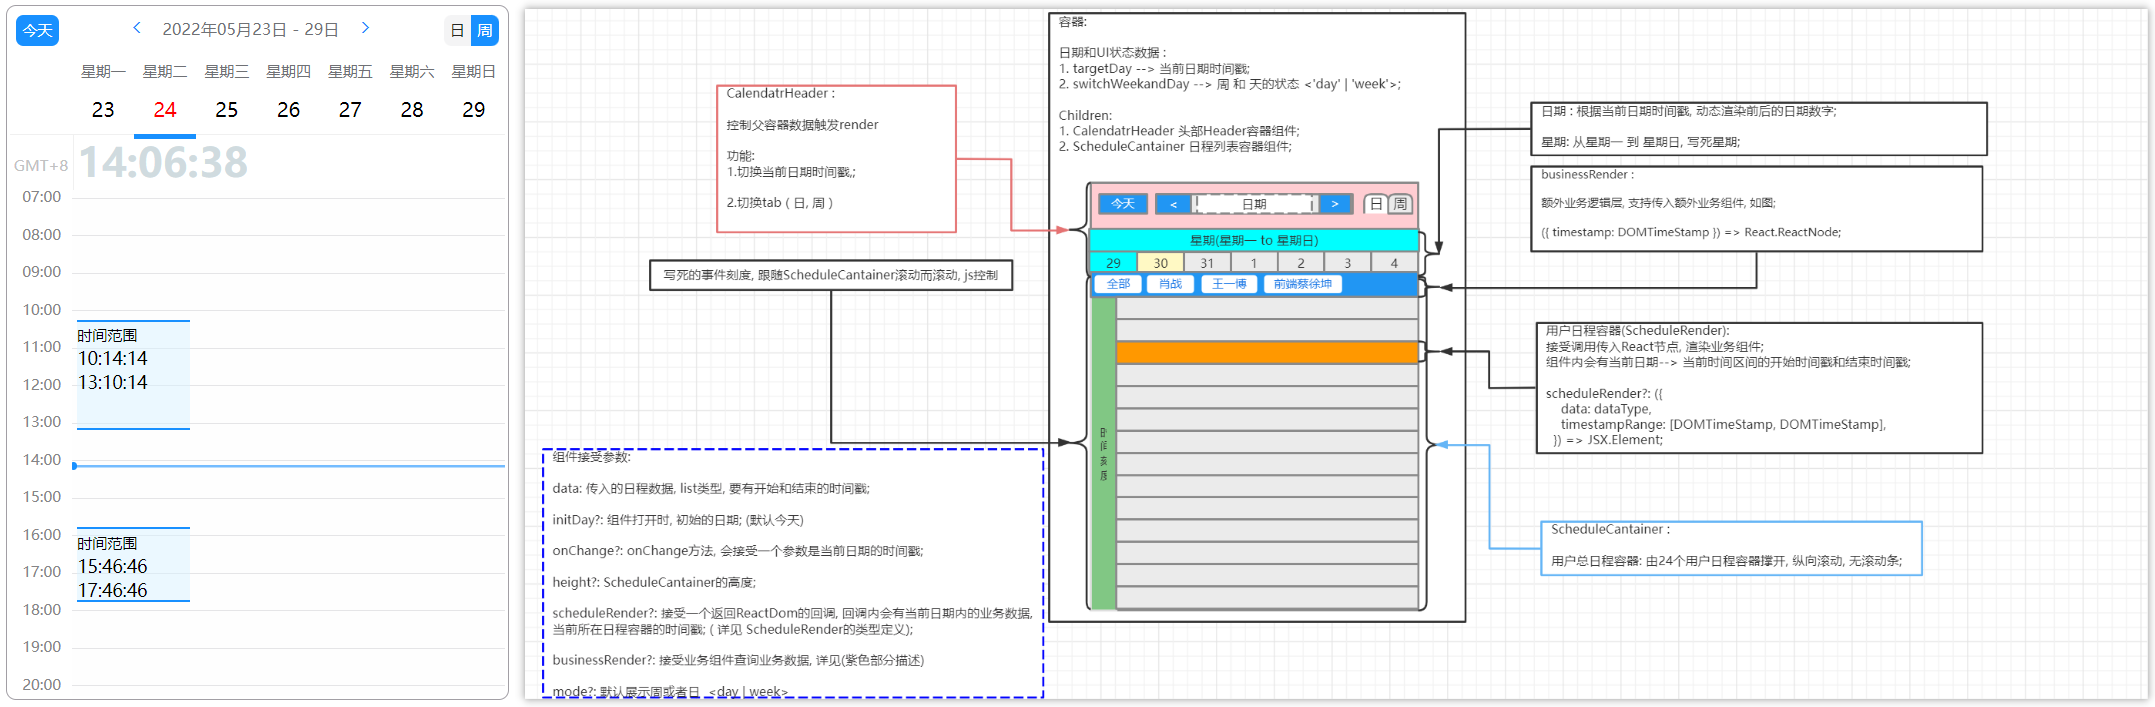 今天
2022年05月23日 - 29日
日 周
星期一 星期二 星期三 星期四 星期五 星期六 星期日
23 24 25 26 27 28 29
GMT+8 14:06:38
07:00
08:00
09:00
10:00
时间范围
11:00 10:14:14
12:00 13:10:14
13:00
14:00
15:00
16:00 时间范围
15:46:46
17:00
17:46:46
18:00
19:00
20:00
CalendatrHeader :
控制父容器数据触发render
功能:
1.切换当前日期时间戳,;
2.切换tab ( 日, 周 )
写死的事件刻度, 跟随ScheduleCantainer滚动而滚动, js控制
组件接受参数:
data: 传入的日程数据, list类型, 要有开始和结束的时间戳;
initDay?: 组件打开时, 初始的日期; (默认今天)
onChange?: onChange方法, 会接受一个参数是当前日期的时间戳;
height?: ScheduleCantainer的高度;
scheduleRender?: 接受一个返回ReactDom的回调, 回调内会有当前日期内的业务数据,
当前所在日程容器的时间戳; ( 详见 ScheduleRender的类型定义);
businessRender?: 接受业务组件查询业务数据, 详见(紫色部分描述)
mode?: 默认展示周或者日 <day | week>
容器:
日期和UI状态数据 :
1. targetDay --> 当前日期时间戳;
2. switchWeekandDay --> 周 和 天的状态 <'day' | 'week'>;
Children:
1. CalendatrHeader 头部Header容器组件;
2. ScheduleCantainer 日程列表容器组件;
今天 < 日期 > 日 周
星期(星期一 to 星期日)
29 30 31 1 2 3 4
全部 肖战 王一博 前端蔡徐坤
时
间
刻
度
日期 : 根据当前日期时间戳, 动态渲染前后的日期数字;
星期: 从星期一 到 星期日, 写死星期;
businessRender :
额外业务逻辑层, 支持传入额外业务组件, 如图;
({ timestamp: DOMTimeStamp }) => React.ReactNode;
用户日程容器(ScheduleRender):
接受调用传入React节点, 渲染业务组件;
组件内会有当前日期--> 当前时间区间的开始时间戳和结束时间戳;
scheduleRender?: ({
data: dataType,
timestampRange: [DOMTimeStamp, DOMTimeStamp],
}) => JSX.Element;
ScheduleCantainer :
用户总日程容器: 由24个用户日程容器撑开, 纵向滚动, 无滚动条;